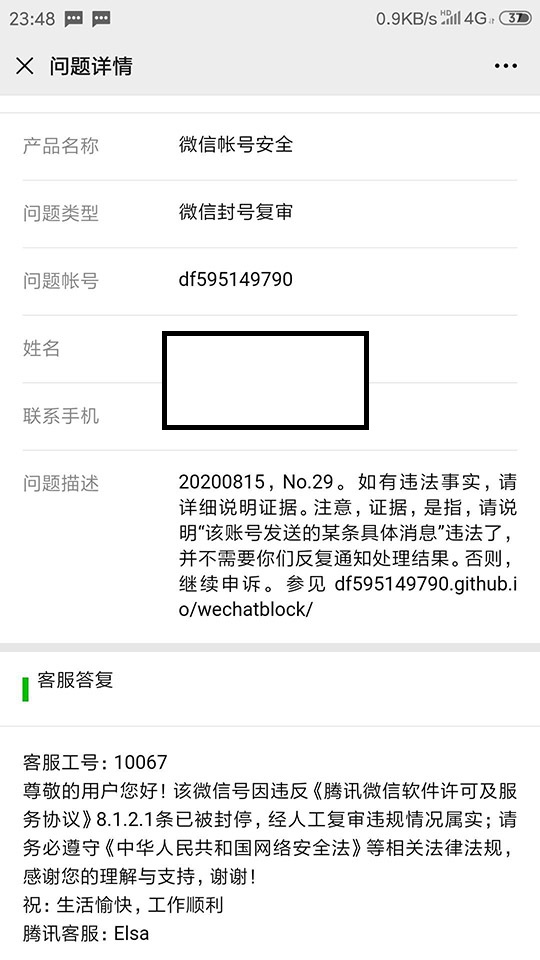 23:48 0.9KB/s HD 4G 37
问题详情
产品名称 微信帐号安全
问题类型 微信封号复审
问题帐号 df595149790
姓名
联系手机
问题描述 20200815，No.29。如有违法事实，请
详细说明证据。注意，证据，是指，请说
明“该账号发送的某条具体消息”违法了，
并不需要你们反复通知处理结果。否则，
继续申诉。参见 df595149790.github.i
o/wechatblock/
客服答复
客服工号：10067
尊敬的用户您好！该微信号因违反《腾讯微信软件许可及服
务协议》8.1.2.1条已被封停，经人工复审违规情况属实；请
务必遵守《中华人民共和国网络安全法》等相关法律法规，
感谢您的理解与支持，谢谢！
祝：生活愉快，工作顺利
腾讯客服：Elsa